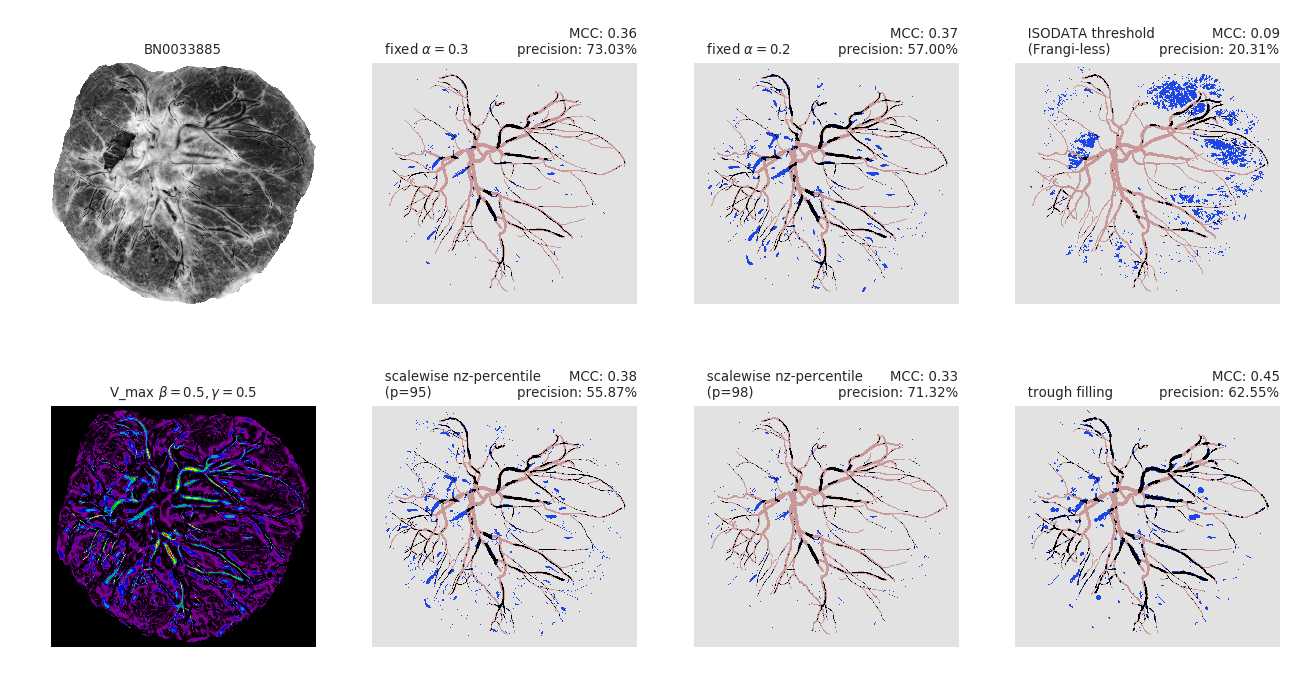 BN0033885
MCC: 0.36
fixed α = 0.3 precision: 73.03%
MCC: 0.37
fixed α = 0.2 precision: 57.00%
ISODATA threshold MCC: 0.09
(Frangi-less) precision: 20.31%
V_max β = 0.5, γ = 0.5
scalewise nz-percentile MCC: 0.38
(p=95) precision: 55.87%
scalewise nz-percentile MCC: 0.33
(p=98) precision: 71.32%
MCC: 0.45
trough filling precision: 62.55%